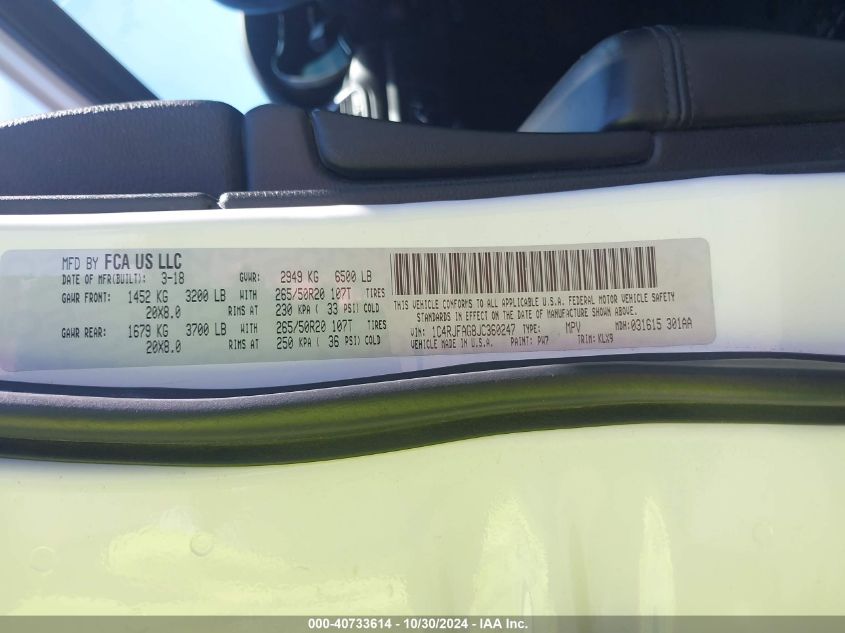 MFD BY FCA US LLC
DATE OF MFR(BUILT): 3-18 GVWR: 2949 KG 6500 LB
GAWR FRONT: 1452 KG 3200 LB WITH 265/50R20 107T TIRES
20X8.0 RIMS AT 230 KPA ( 33 PSI) COLD
GAWR REAR: 1679 KG 3700 LB WITH 265/50R20 107T TIRES
20X8.0 RIMS AT 250 KPA ( 36 PSI) COLD
THIS VEHICLE CONFORMS TO ALL APPLICABLE U.S.A. FEDERAL MOTOR VEHICLE SAFETY
STANDARDS IN EFFECT ON THE DATE OF MANUFACTURE SHOWN ABOVE.
VIN: 1C4RJFAG8JC360247 TYPE: MPV MDH: 031615 301AA
MADE IN U.S.A. PAINT: PW7 TRIM: KLX9
000-40733614 - 10/30/2024 - IAA Inc.